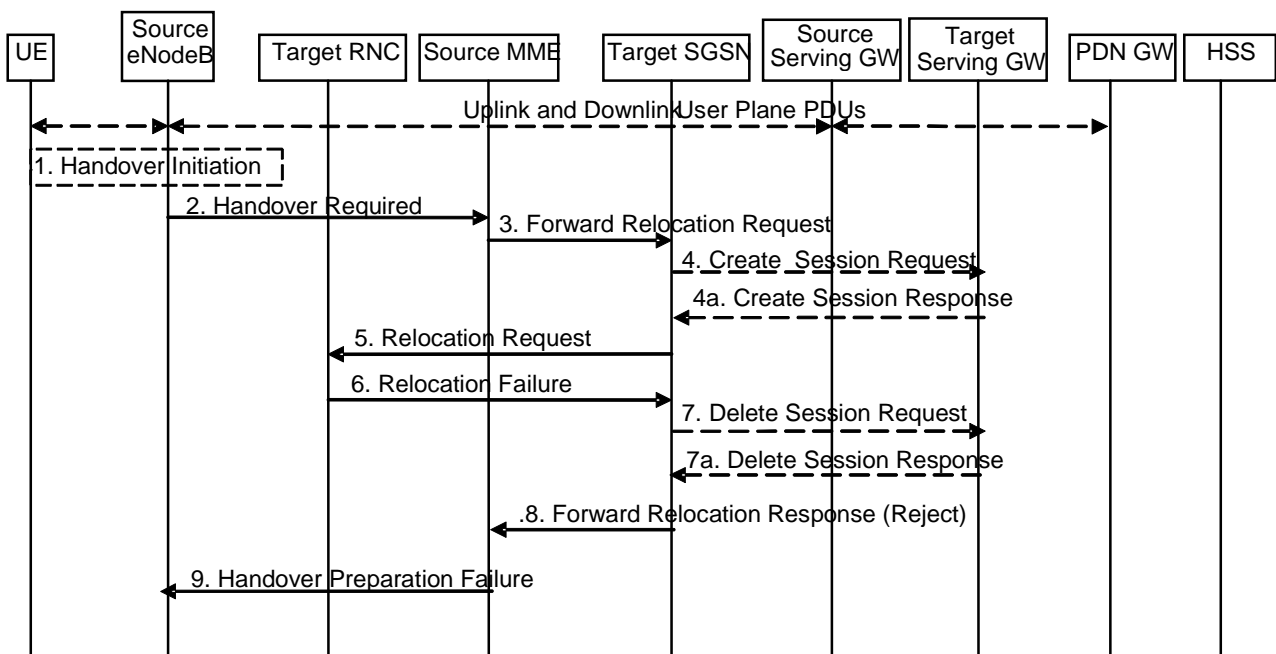 UE
Source
eNodeB
Target RNC
Source MME
Target SGSN
Source
Serving GW
Target
Serving GW
PDN GW
HSS
Uplink and Downlink User Plane PDUs
1. Handover Initiation
2. Handover Required
3. Forward Relocation Request
4. Create Session Request
4a. Create Session Response
5. Relocation Request
6. Relocation Failure
7. Delete Session Request
7a. Delete Session Response
.8. Forward Relocation Response (Reject)
9. Handover Preparation Failure